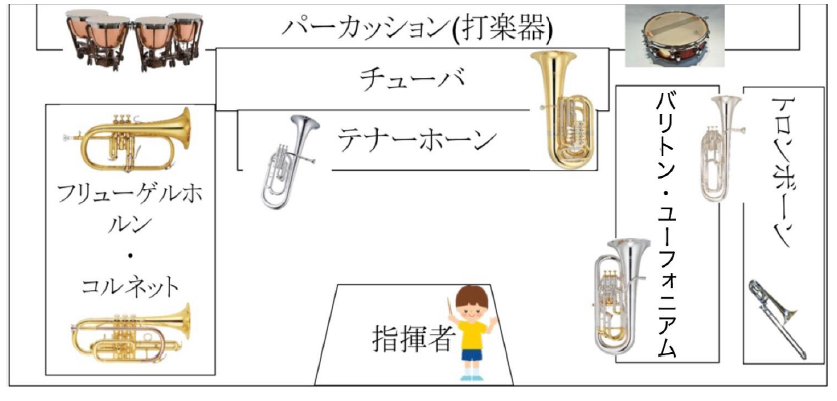 パーカッション(打楽器)
チューバ
テナーホーン
フリューゲルホ
ルン
・
コルネット
指揮者
バリトン・ユーフォニアム
トロンボーン